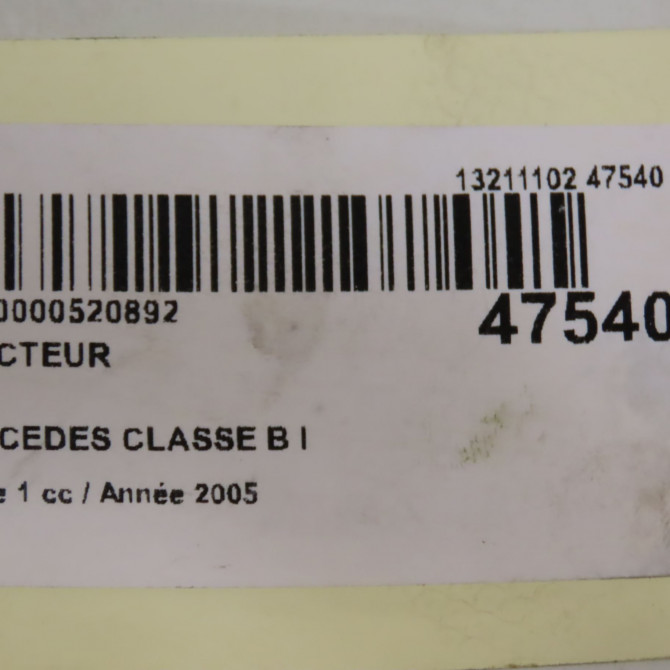 13211102 47540
0000520892
47540
CTEUR
CEDES CLASSE B I
e 1 cc / Année 2005